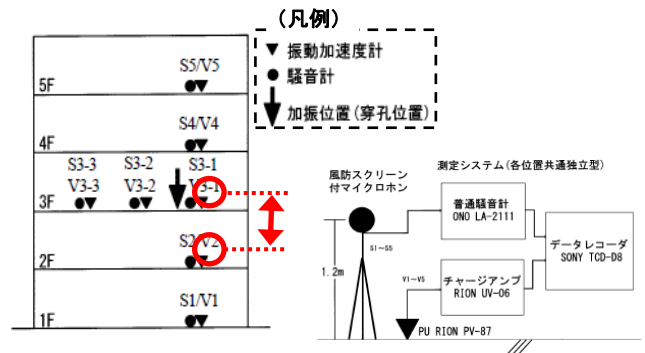 (凡例)
▼ 振動加速度計
● 騒音計
加振位置(穿孔位置)
S5/V5
5F
S4/V4
4F
S3-3 S3-2 S3-1
V3-3 V3-2 V3-1
3F
S2/V2
2F
S1/V1
1F
測定システム(各位置共通独立型)
風防スクリーン
付マイクロホン
普通騒音計
ONO LA-2111
S1～S5
データレコーダ
SONY TCD-D8
1.2m
V1～V5
チャージアンプ
RION UV-06
PU RION PV-87